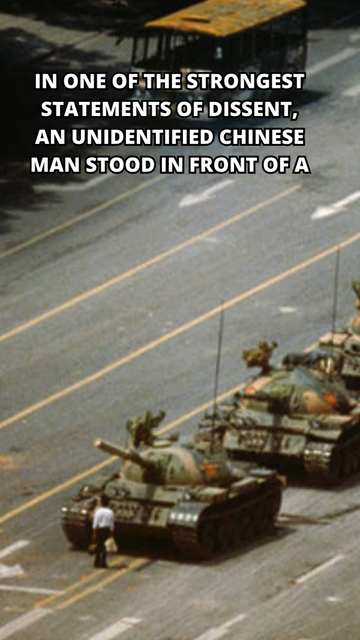 IN ONE OF THE STRONGEST
STATEMENTS OF DISSENT,
AN UNIDENTIFIED CHINESE
MAN STOOD IN FRONT OF A